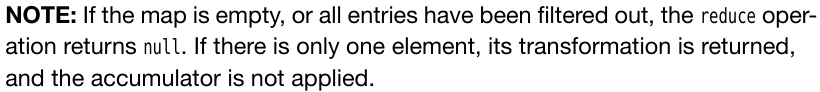 NOTE: If the map is empty, or all entries have been filtered out, the reduce oper-
ation returns null. If there is only one element, its transformation is returned,
and the accumulator is not applied.